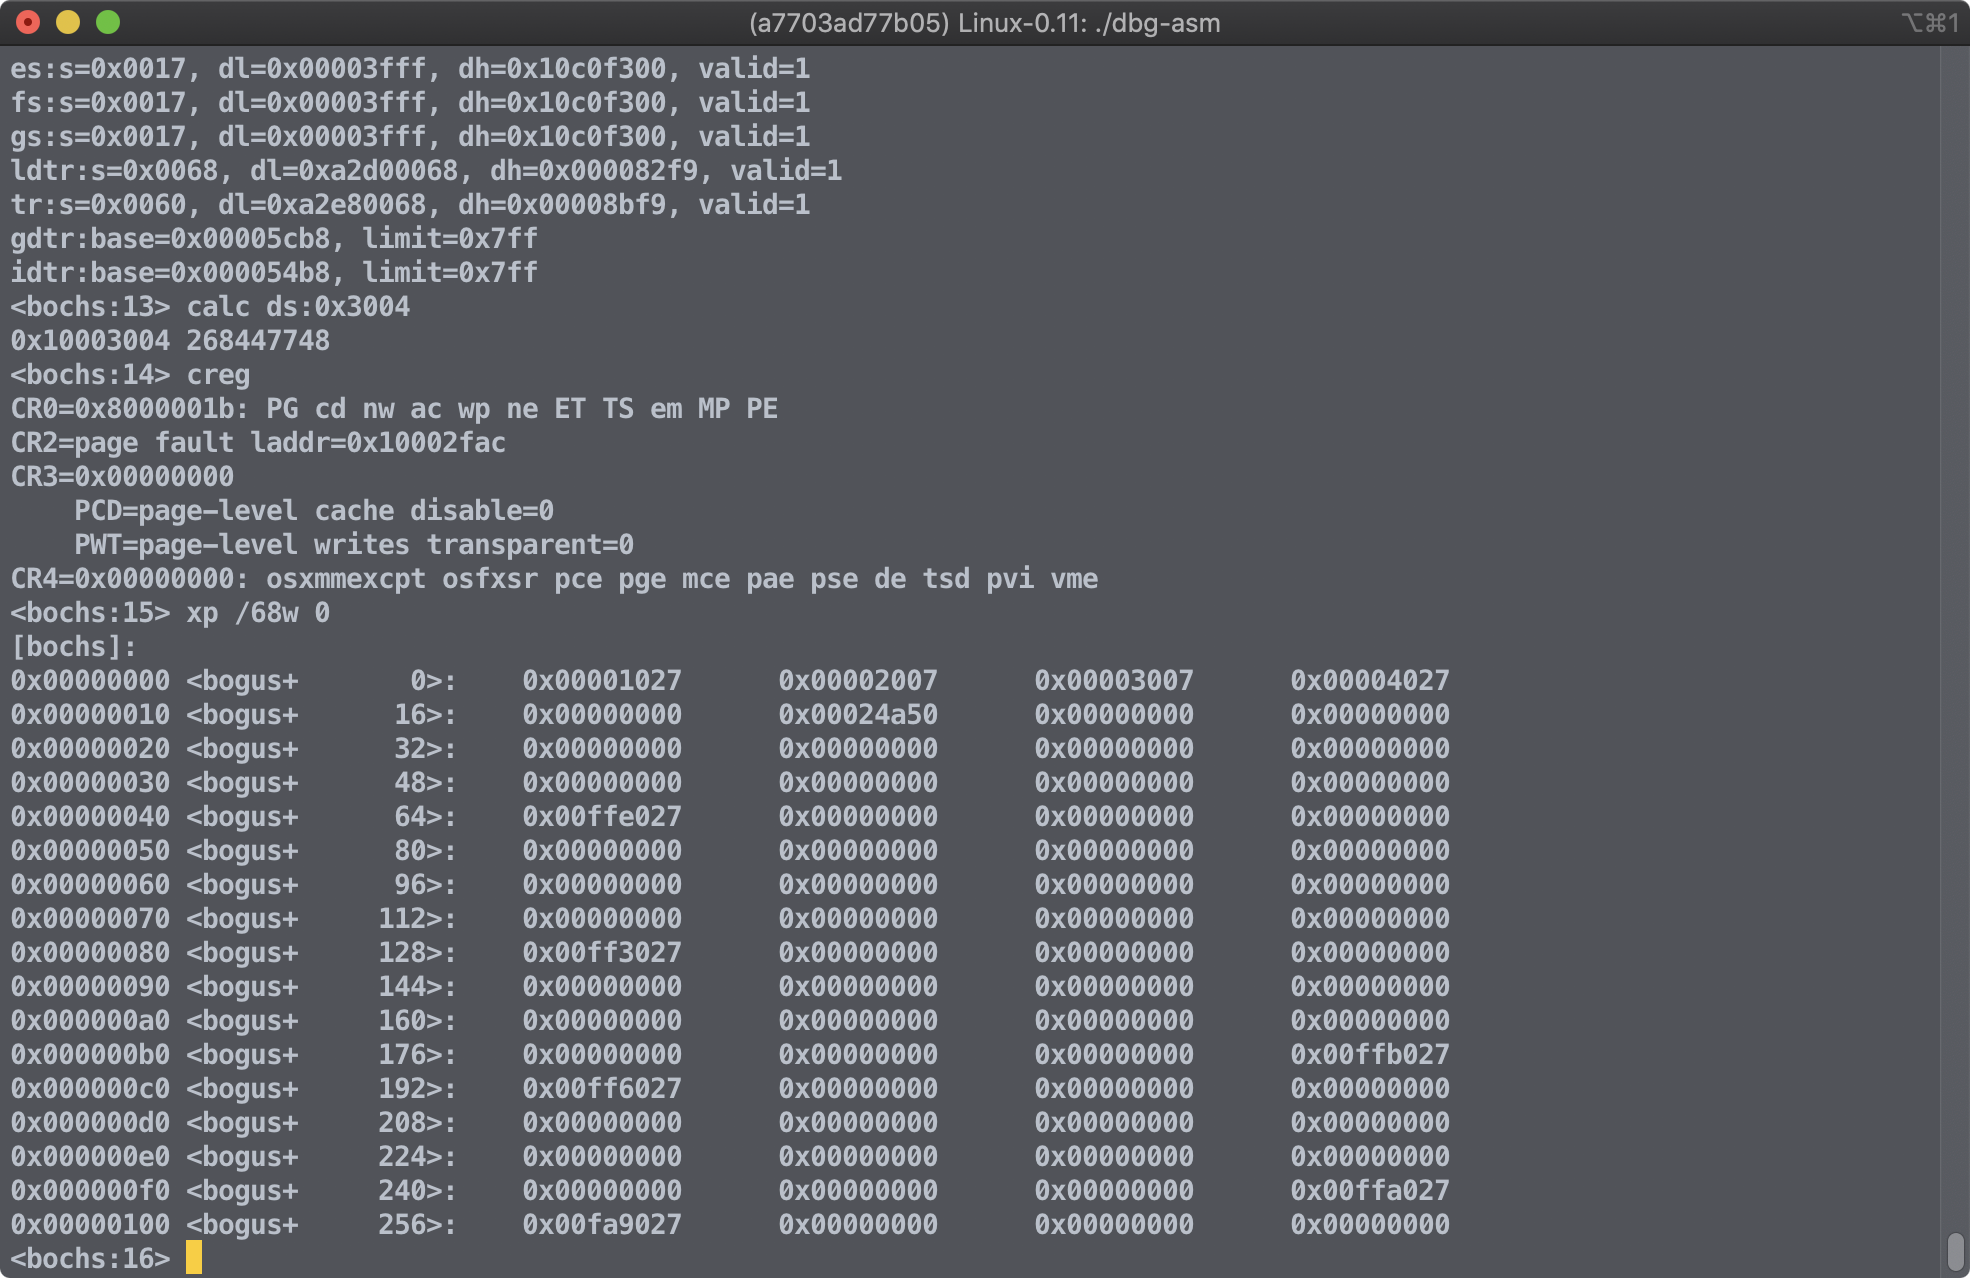 (a7703ad77b05) Linux-0.11: ./dbg-asm ⌥⌘1
es:s=0x0017, dl=0x00003fff, dh=0x10c0f300, valid=1
fs:s=0x0017, dl=0x00003fff, dh=0x10c0f300, valid=1
gs:s=0x0017, dl=0x00003fff, dh=0x10c0f300, valid=1
ldtr:s=0x0068, dl=0xa2d00068, dh=0x000082f9, valid=1
tr:s=0x0060, dl=0xa2e80068, dh=0x00008bf9, valid=1
gdtr:base=0x00005cb8, limit=0x7ff
idtr:base=0x000054b8, limit=0x7ff
<bochs:13> calc ds:0x3004
0x10003004 268447748
<bochs:14> creg
CR0=0x8000001b: PG cd nw ac wp ne ET TS em MP PE
CR2=page fault laddr=0x10002fac
CR3=0x00000000
    PCD=page-level cache disable=0
    PWT=page-level writes transparent=0
CR4=0x00000000: osxmmexcpt osfxsr pce pge mce pae pse de tsd pvi vme
<bochs:15> xp /68w 0
[bochs]:
0x00000000 <bogus+       0>:    0x00001027      0x00002007      0x00003007      0x00004027
0x00000010 <bogus+      16>:    0x00000000      0x00024a50      0x00000000      0x00000000
0x00000020 <bogus+      32>:    0x00000000      0x00000000      0x00000000      0x00000000
0x00000030 <bogus+      48>:    0x00000000      0x00000000      0x00000000      0x00000000
0x00000040 <bogus+      64>:    0x00ffe027      0x00000000      0x00000000      0x00000000
0x00000050 <bogus+      80>:    0x00000000      0x00000000      0x00000000      0x00000000
0x00000060 <bogus+      96>:    0x00000000      0x00000000      0x00000000      0x00000000
0x00000070 <bogus+     112>:    0x00000000      0x00000000      0x00000000      0x00000000
0x00000080 <bogus+     128>:    0x00ff3027      0x00000000      0x00000000      0x00000000
0x00000090 <bogus+     144>:    0x00000000      0x00000000      0x00000000      0x00000000
0x000000a0 <bogus+     160>:    0x00000000      0x00000000      0x00000000      0x00000000
0x000000b0 <bogus+     176>:    0x00000000      0x00000000      0x00000000      0x00ffb027
0x000000c0 <bogus+     192>:    0x00ff6027      0x00000000      0x00000000      0x00000000
0x000000d0 <bogus+     208>:    0x00000000      0x00000000      0x00000000      0x00000000
0x000000e0 <bogus+     224>:    0x00000000      0x00000000      0x00000000      0x00000000
0x000000f0 <bogus+     240>:    0x00000000      0x00000000      0x00000000      0x00ffa027
0x00000100 <bogus+     256>:    0x00fa9027      0x00000000      0x00000000      0x00000000
<bochs:16>